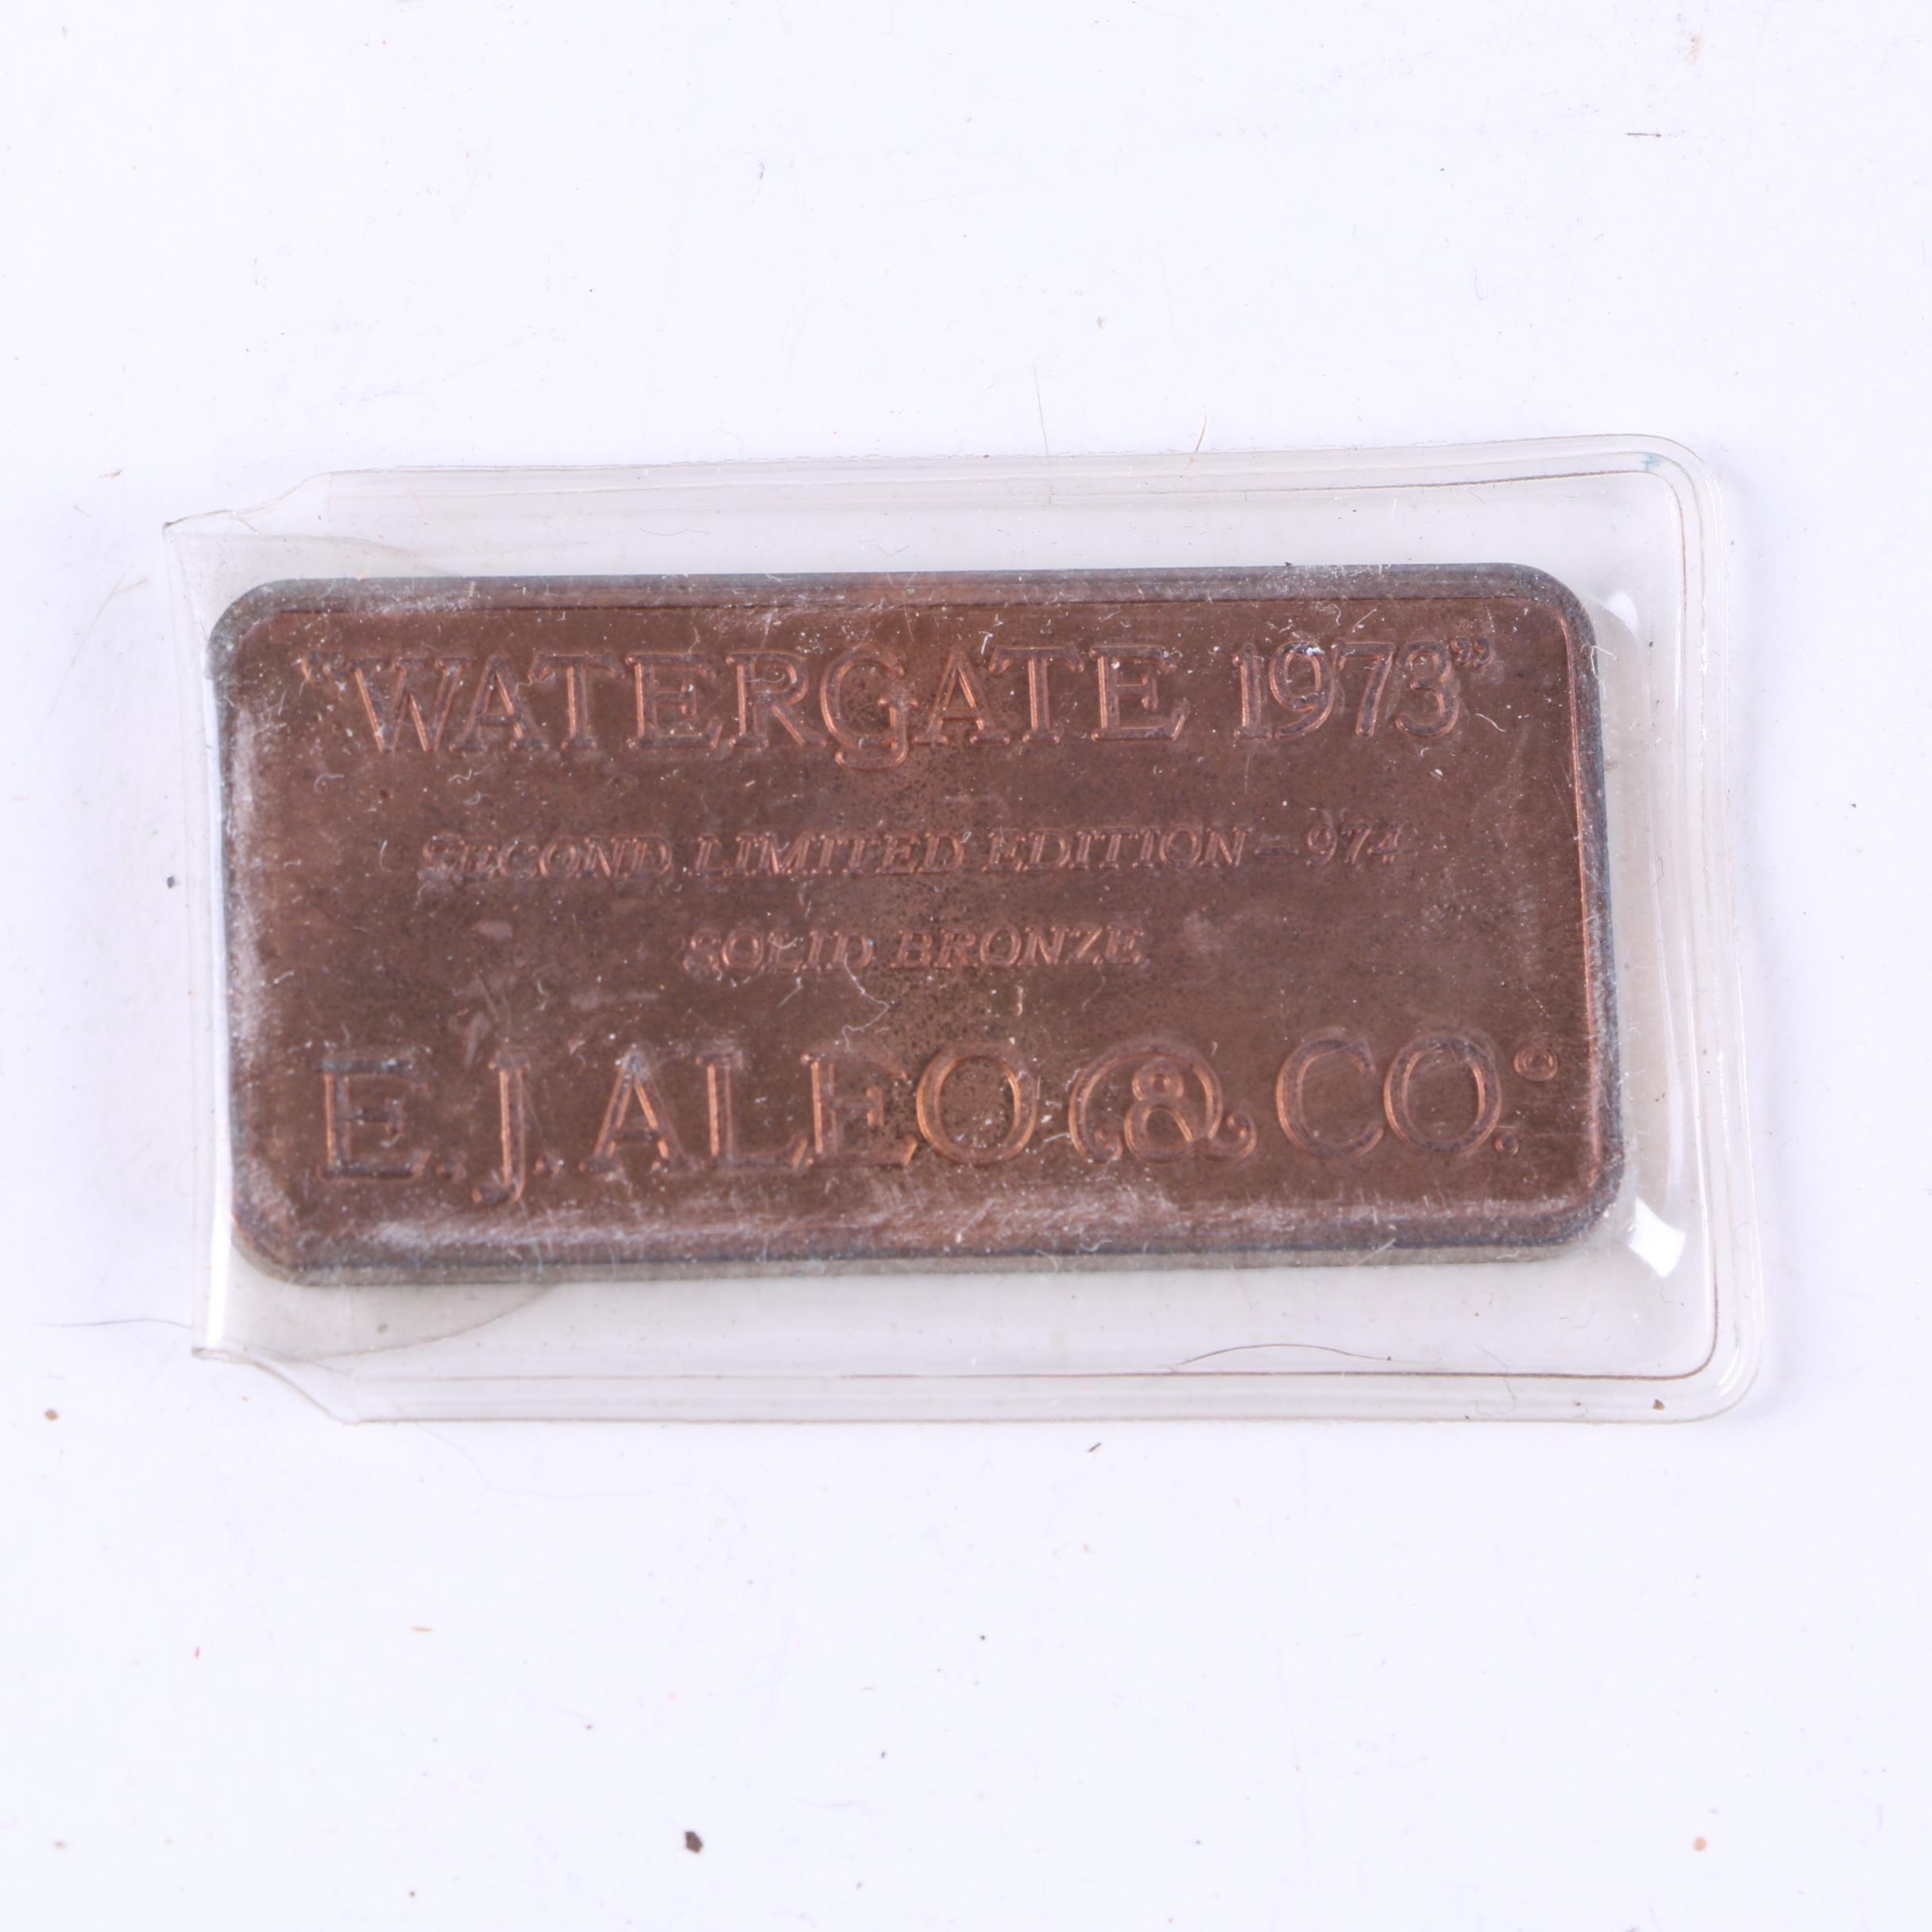 “WATERGATE 1973”
SECOND LIMITED EDITION – 974
SOLID BRONZE
E. J. ALEO & CO. ©